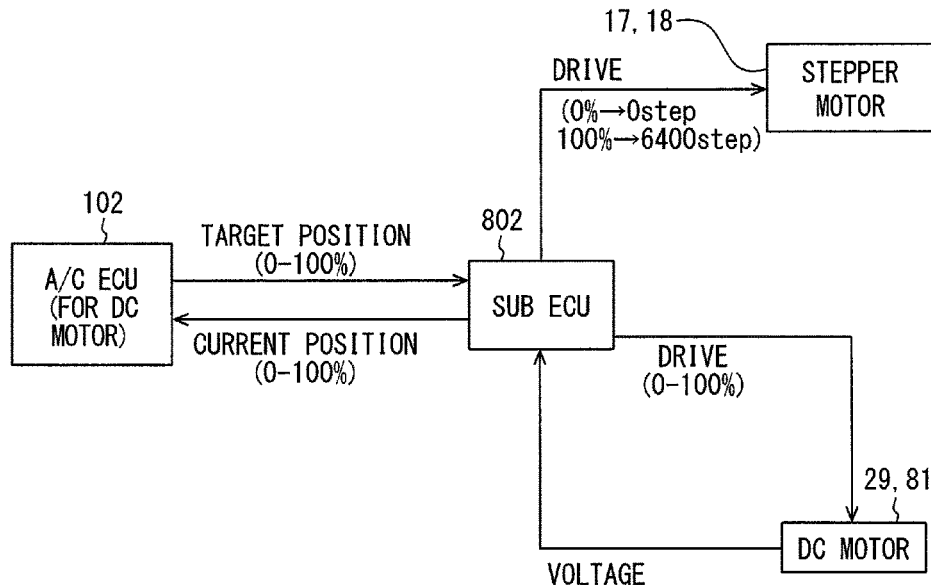 17, 18
DRIVE
(0%→0step
100%→6400step)
STEPPER
MOTOR
102
TARGET POSITION
(0-100%)
802
A/C ECU
(FOR DC
MOTOR)
SUB ECU
CURRENT POSITION
(0-100%)
DRIVE
(0-100%)
29, 81
DC MOTOR
VOLTAGE